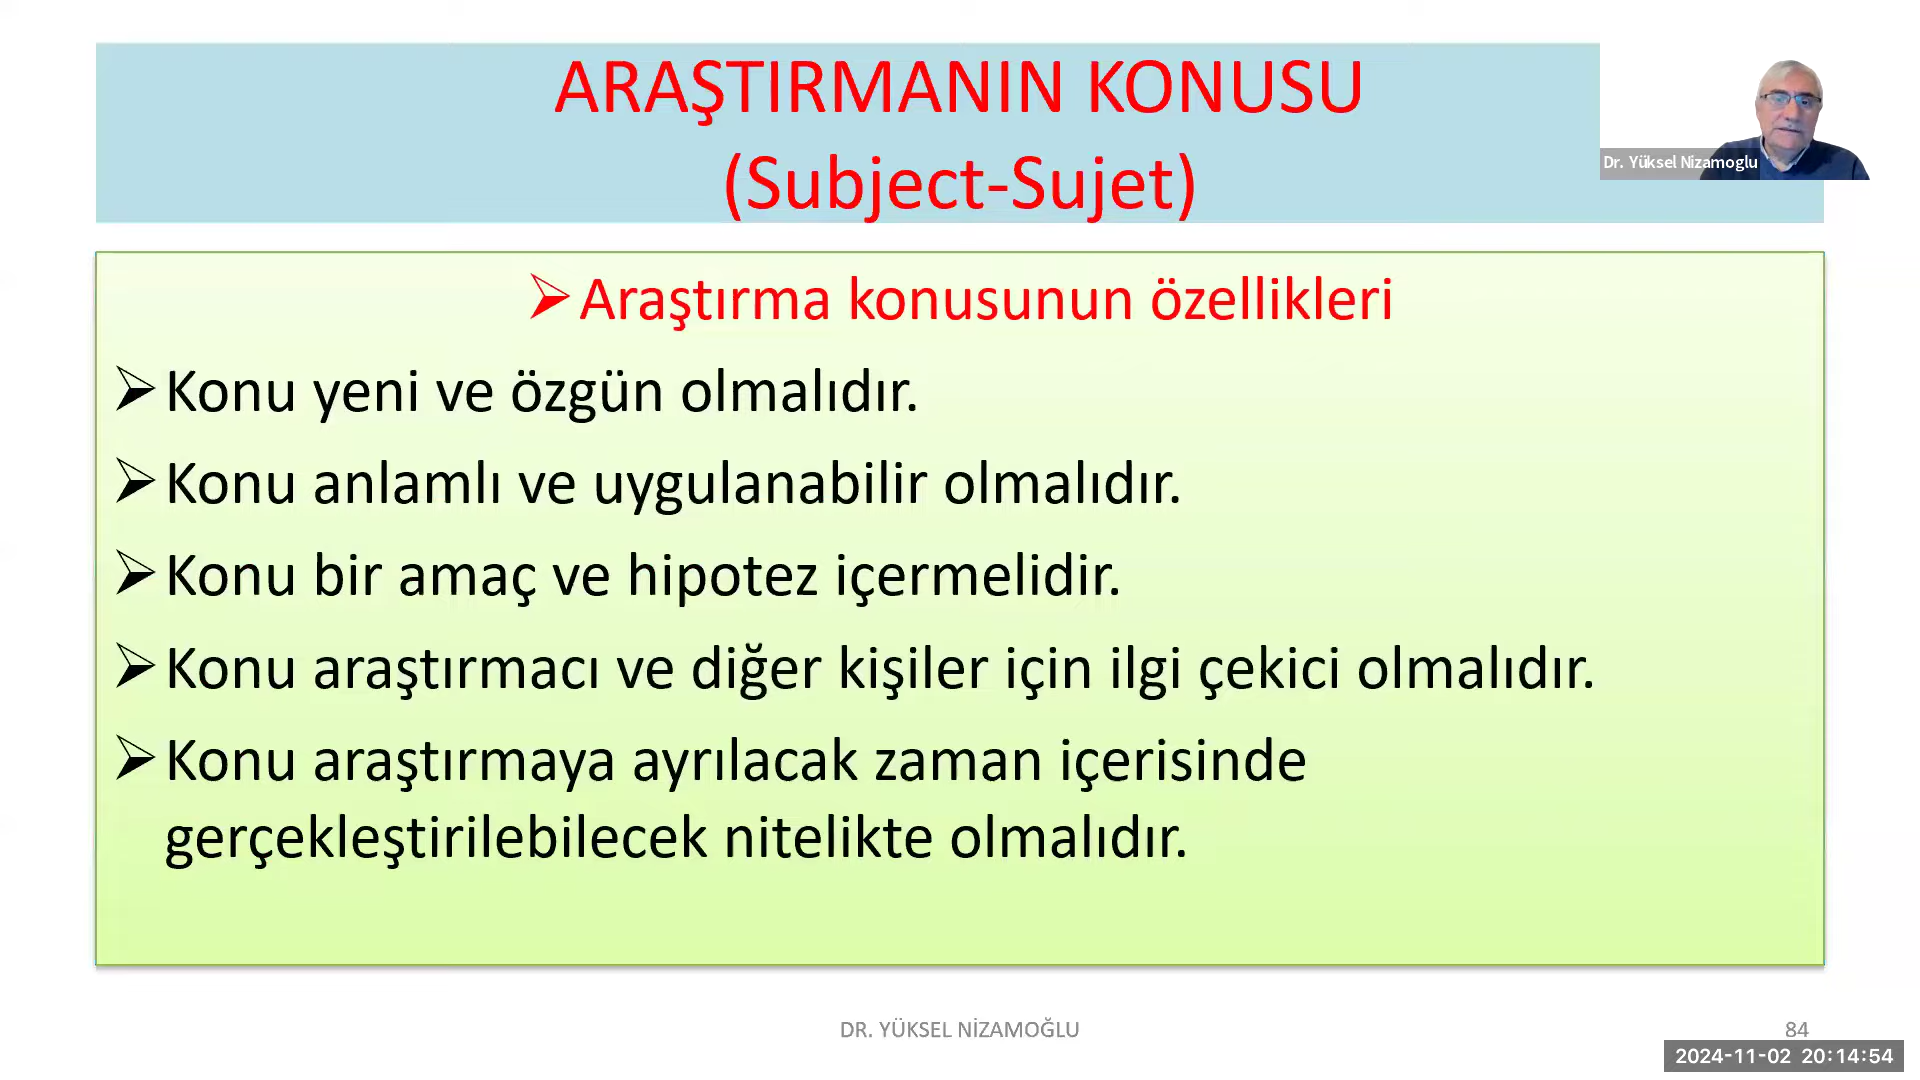 ARAŞTIRMANIN KONUSU
(Subject-Sujet)
Dr. Yüksel Nizamoglu
➢Araştırma konusunun özellikleri
➢Konu yeni ve özgün olmalıdır.
➢Konu anlamlı ve uygulanabilir olmalıdır.
➢Konu bir amaç ve hipotez içermelidir.
➢Konu araştırmacı ve diğer kişiler için ilgi çekici olmalıdır.
➢Konu araştırmaya ayrılacak zaman içerisinde
gerçekleştirilebilecek nitelikte olmalıdır.
DR. YÜKSEL NİZAMOĞLU
84
2024-11-02 20:14:54